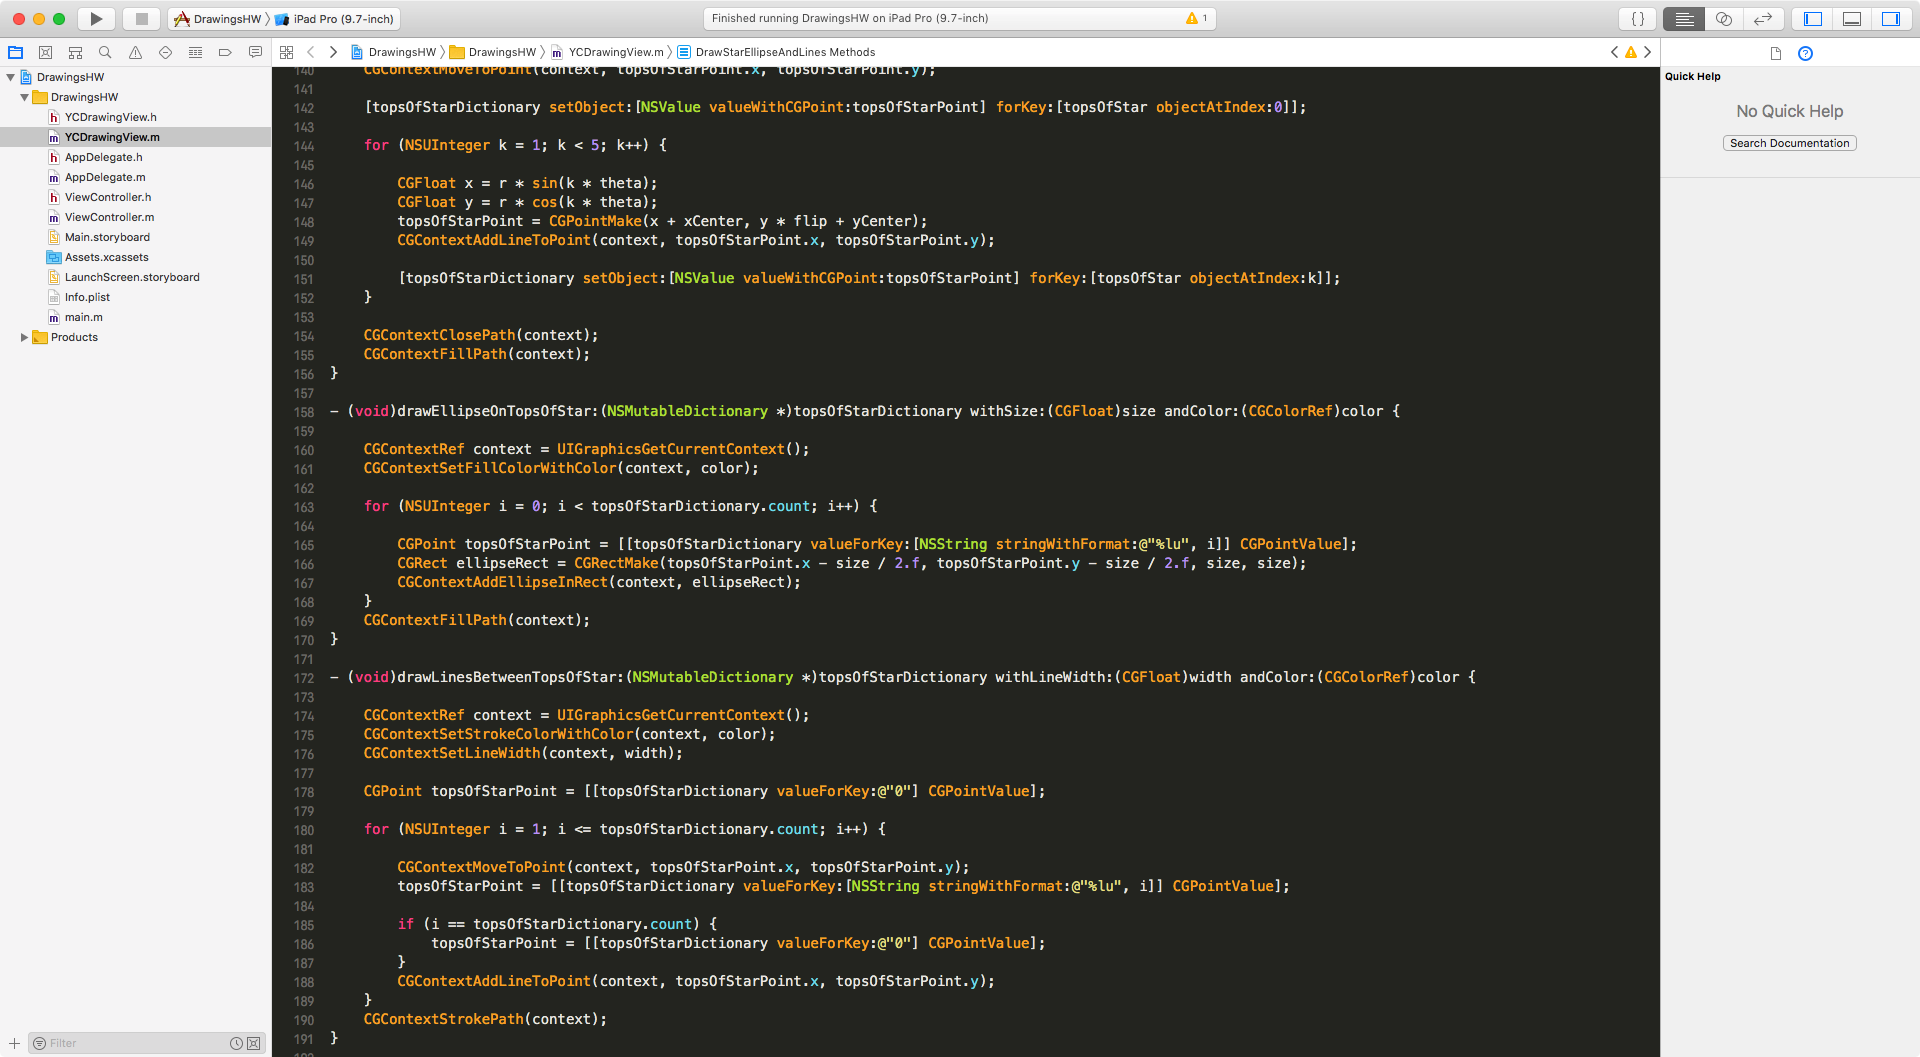 DrawingsHW iPad Pro (9.7-inch)
Finished running DrawingsHW on iPad Pro (9.7-inch) 1
DrawingsHW DrawingsHW YCDrawingView.m DrawStarEllipseAndLines Methods
DrawingsHW
DrawingsHW
YCDrawingView.h
YCDrawingView.m
AppDelegate.h
AppDelegate.m
ViewController.h
ViewController.m
Main.storyboard
Assets.xcassets
LaunchScreen.storyboard
Info.plist
main.m
Products
Filter
140 CGContextMoveToPoint(context, topsOfStarPoint.x, topsOfStarPoint.y);
141
142 [topsOfStarDictionary setObject:[NSValue valueWithCGPoint:topsOfStarPoint] forKey:[topsOfStar objectAtIndex:0]];
143
144 for (NSUInteger k = 1; k < 5; k++) {
145
146 CGFloat x = r * sin(k * theta);
147 CGFloat y = r * cos(k * theta);
148 topsOfStarPoint = CGPointMake(x + xCenter, y * flip + yCenter);
149 CGContextAddLineToPoint(context, topsOfStarPoint.x, topsOfStarPoint.y);
150
151 [topsOfStarDictionary setObject:[NSValue valueWithCGPoint:topsOfStarPoint] forKey:[topsOfStar objectAtIndex:k]];
152 }
153
154 CGContextClosePath(context);
155 CGContextFillPath(context);
156 }
157
158 - (void)drawEllipseOnTopsOfStar:(NSMutableDictionary *)topsOfStarDictionary withSize:(CGFloat)size andColor:(CGColorRef)color {
159
160 CGContextRef context = UIGraphicsGetCurrentContext();
161 CGContextSetFillColorWithColor(context, color);
162
163 for (NSUInteger i = 0; i < topsOfStarDictionary.count; i++) {
164
165 CGPoint topsOfStarPoint = [[topsOfStarDictionary valueForKey:[NSString stringWithFormat:@"%lu", i]] CGPointValue];
166 CGRect ellipseRect = CGRectMake(topsOfStarPoint.x - size / 2.f, topsOfStarPoint.y - size / 2.f, size, size);
167 CGContextAddEllipseInRect(context, ellipseRect);
168 }
169 CGContextFillPath(context);
170 }
171
172 - (void)drawLinesBetweenTopsOfStar:(NSMutableDictionary *)topsOfStarDictionary withLineWidth:(CGFloat)width andColor:(CGColorRef)color {
173
174 CGContextRef context = UIGraphicsGetCurrentContext();
175 CGContextSetStrokeColorWithColor(context, color);
176 CGContextSetLineWidth(context, width);
177
178 CGPoint topsOfStarPoint = [[topsOfStarDictionary valueForKey:@"0"] CGPointValue];
179
180 for (NSUInteger i = 1; i <= topsOfStarDictionary.count; i++) {
181
182 CGContextMoveToPoint(context, topsOfStarPoint.x, topsOfStarPoint.y);
183 topsOfStarPoint = [[topsOfStarDictionary valueForKey:[NSString stringWithFormat:@"%lu", i]] CGPointValue];
184
185 if (i == topsOfStarDictionary.count) {
186 topsOfStarPoint = [[topsOfStarDictionary valueForKey:@"0"] CGPointValue];
187 }
188 CGContextAddLineToPoint(context, topsOfStarPoint.x, topsOfStarPoint.y);
189 }
190 CGContextStrokePath(context);
191 }
Quick Help
No Quick Help
Search Documentation